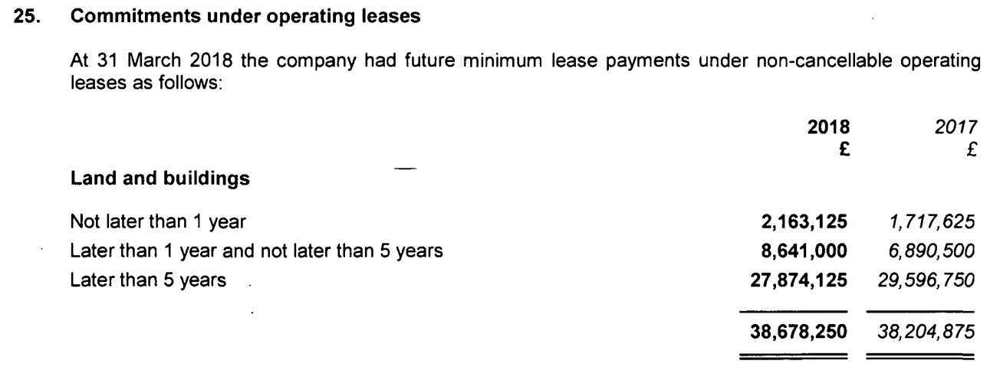 25. Commitments under operating leases
At 31 March 2018 the company had future minimum lease payments under non-cancellable operating
leases as follows:
2018 2017
£ £
Land and buildings
Not later than 1 year 2,163,125 1,717,625
Later than 1 year and not later than 5 years 8,641,000 6,890,500
Later than 5 years 27,874,125 29,596,750
38,678,250 38,204,875